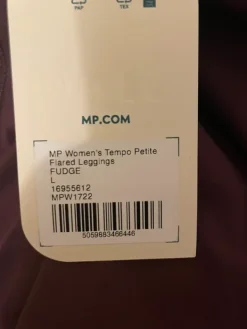 PAP
TEX
MP.COM
MP Women's Tempo Petite
Flared Leggings
FUDGE
L
16955612
MPW1722
5059883466446